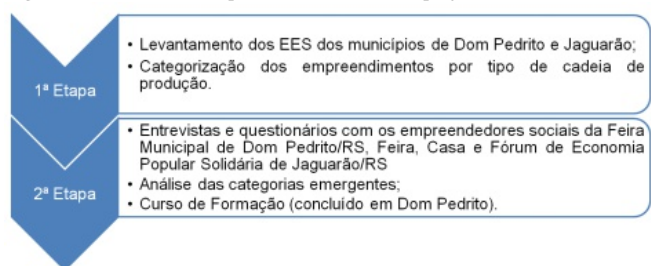 1ª Etapa
• Levantamento dos EES dos municípios de Dom Pedrito e Jaguarão;
• Categorização dos empreendimentos por tipo de cadeia de
produção.
2ª Etapa
• Entrevistas e questionários com os empreendedores sociais da Feira
Municipal de Dom Pedrito/RS, Feira, Casa e Fórum de Economia
Popular Solidária de Jaguarão/RS
• Análise das categorias emergentes;
• Curso de Formação (concluído em Dom Pedrito).